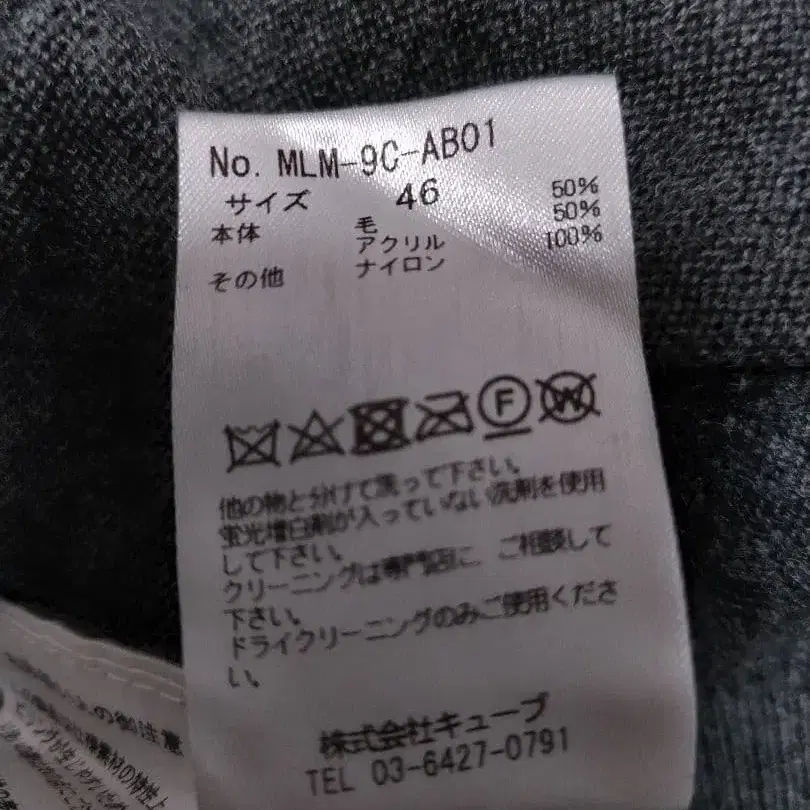 No. MLM-9C-AB01
サイズ 46
本体 毛 50%
アクリル 50%
その他 ナイロン 100%
F W
他の物と分けて洗って下さい。
蛍光増白剤が入っていない洗剤を使用
して下さい。
クリーニングは専門店に、ご相談して
下さい。
ドライクリーニングのみご使用くださ
い。
株式会社キューブ
TEL 03-6427-0791
の御注意